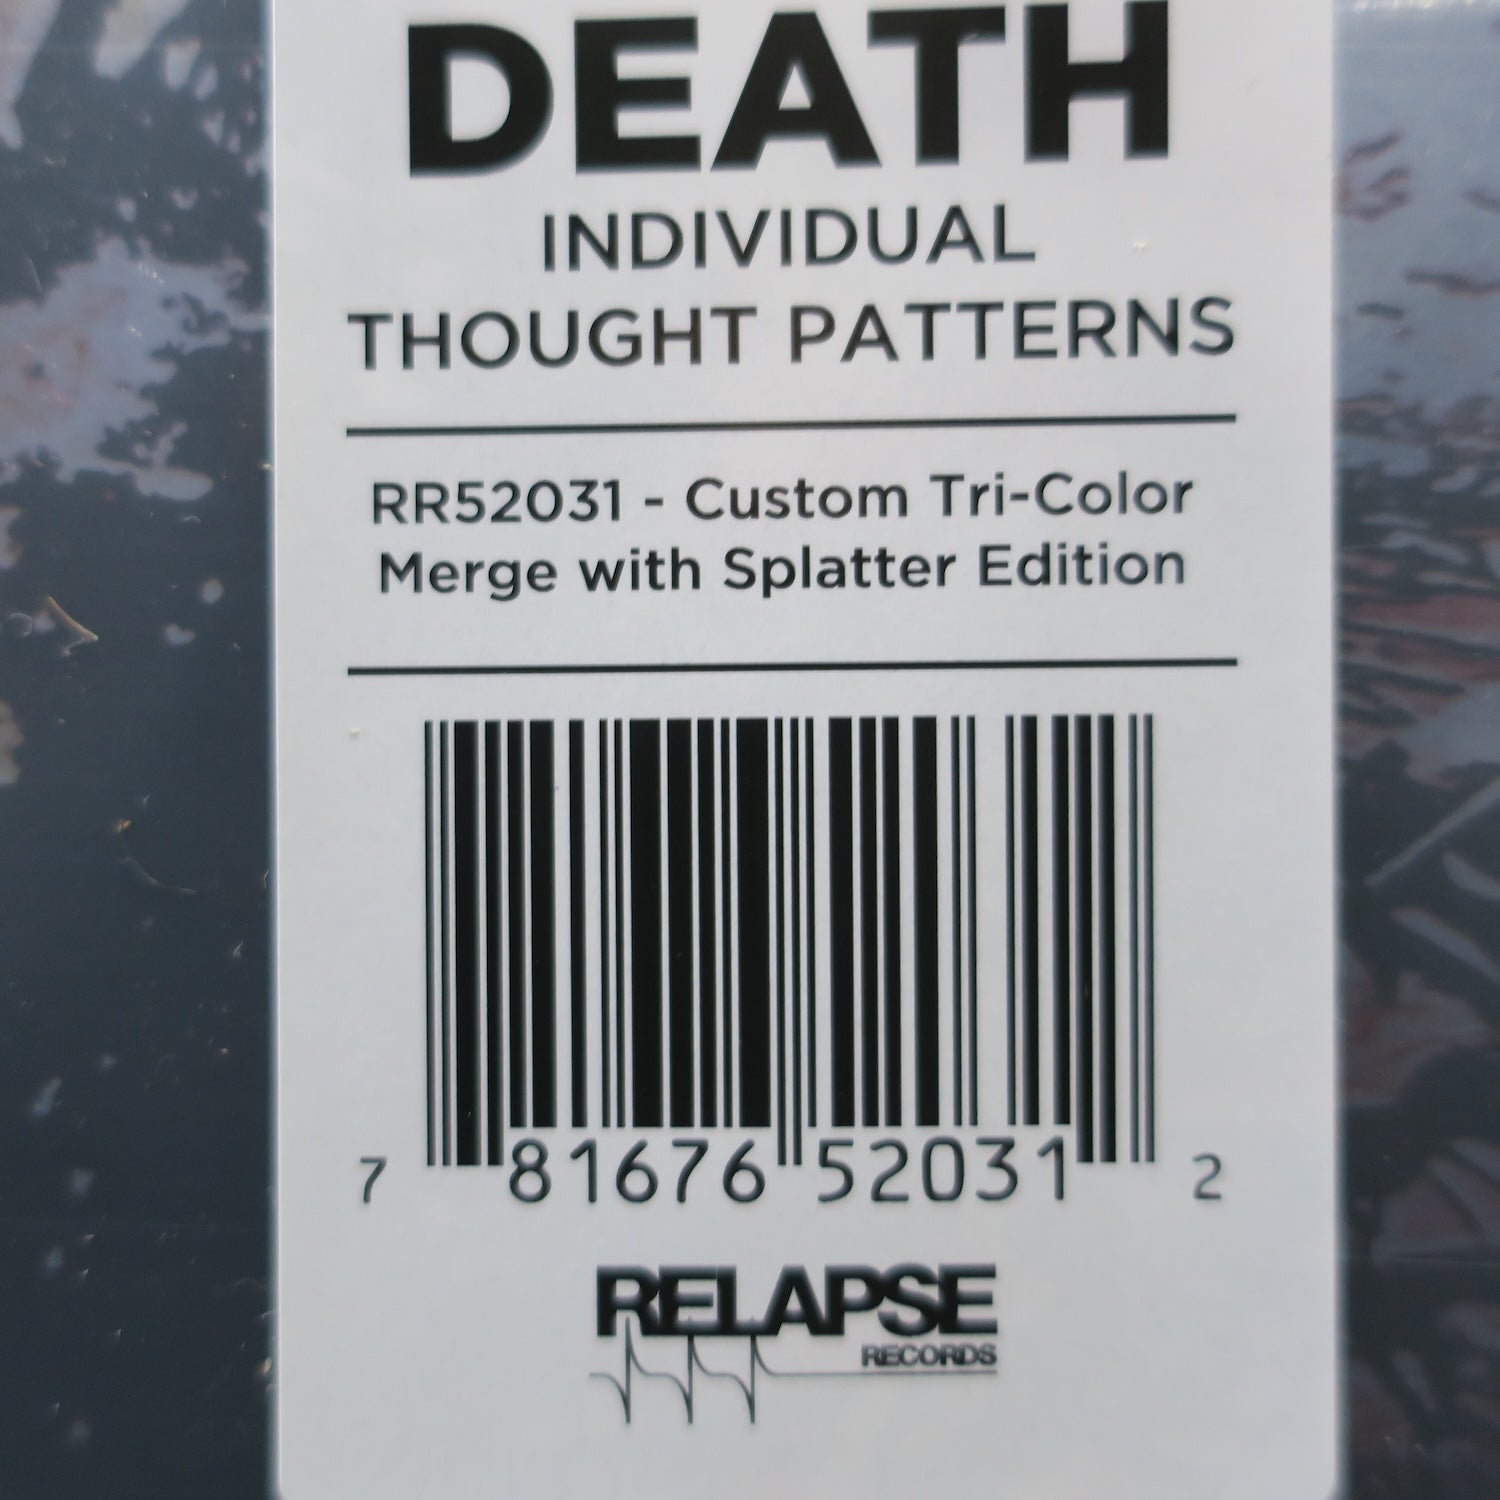 DEATH
INDIVIDUAL
THOUGHT PATTERNS
RR52031 - Custom Tri-Color
Merge with Splatter Edition
7 81676 52031 2
RELAPSE
RECORDS